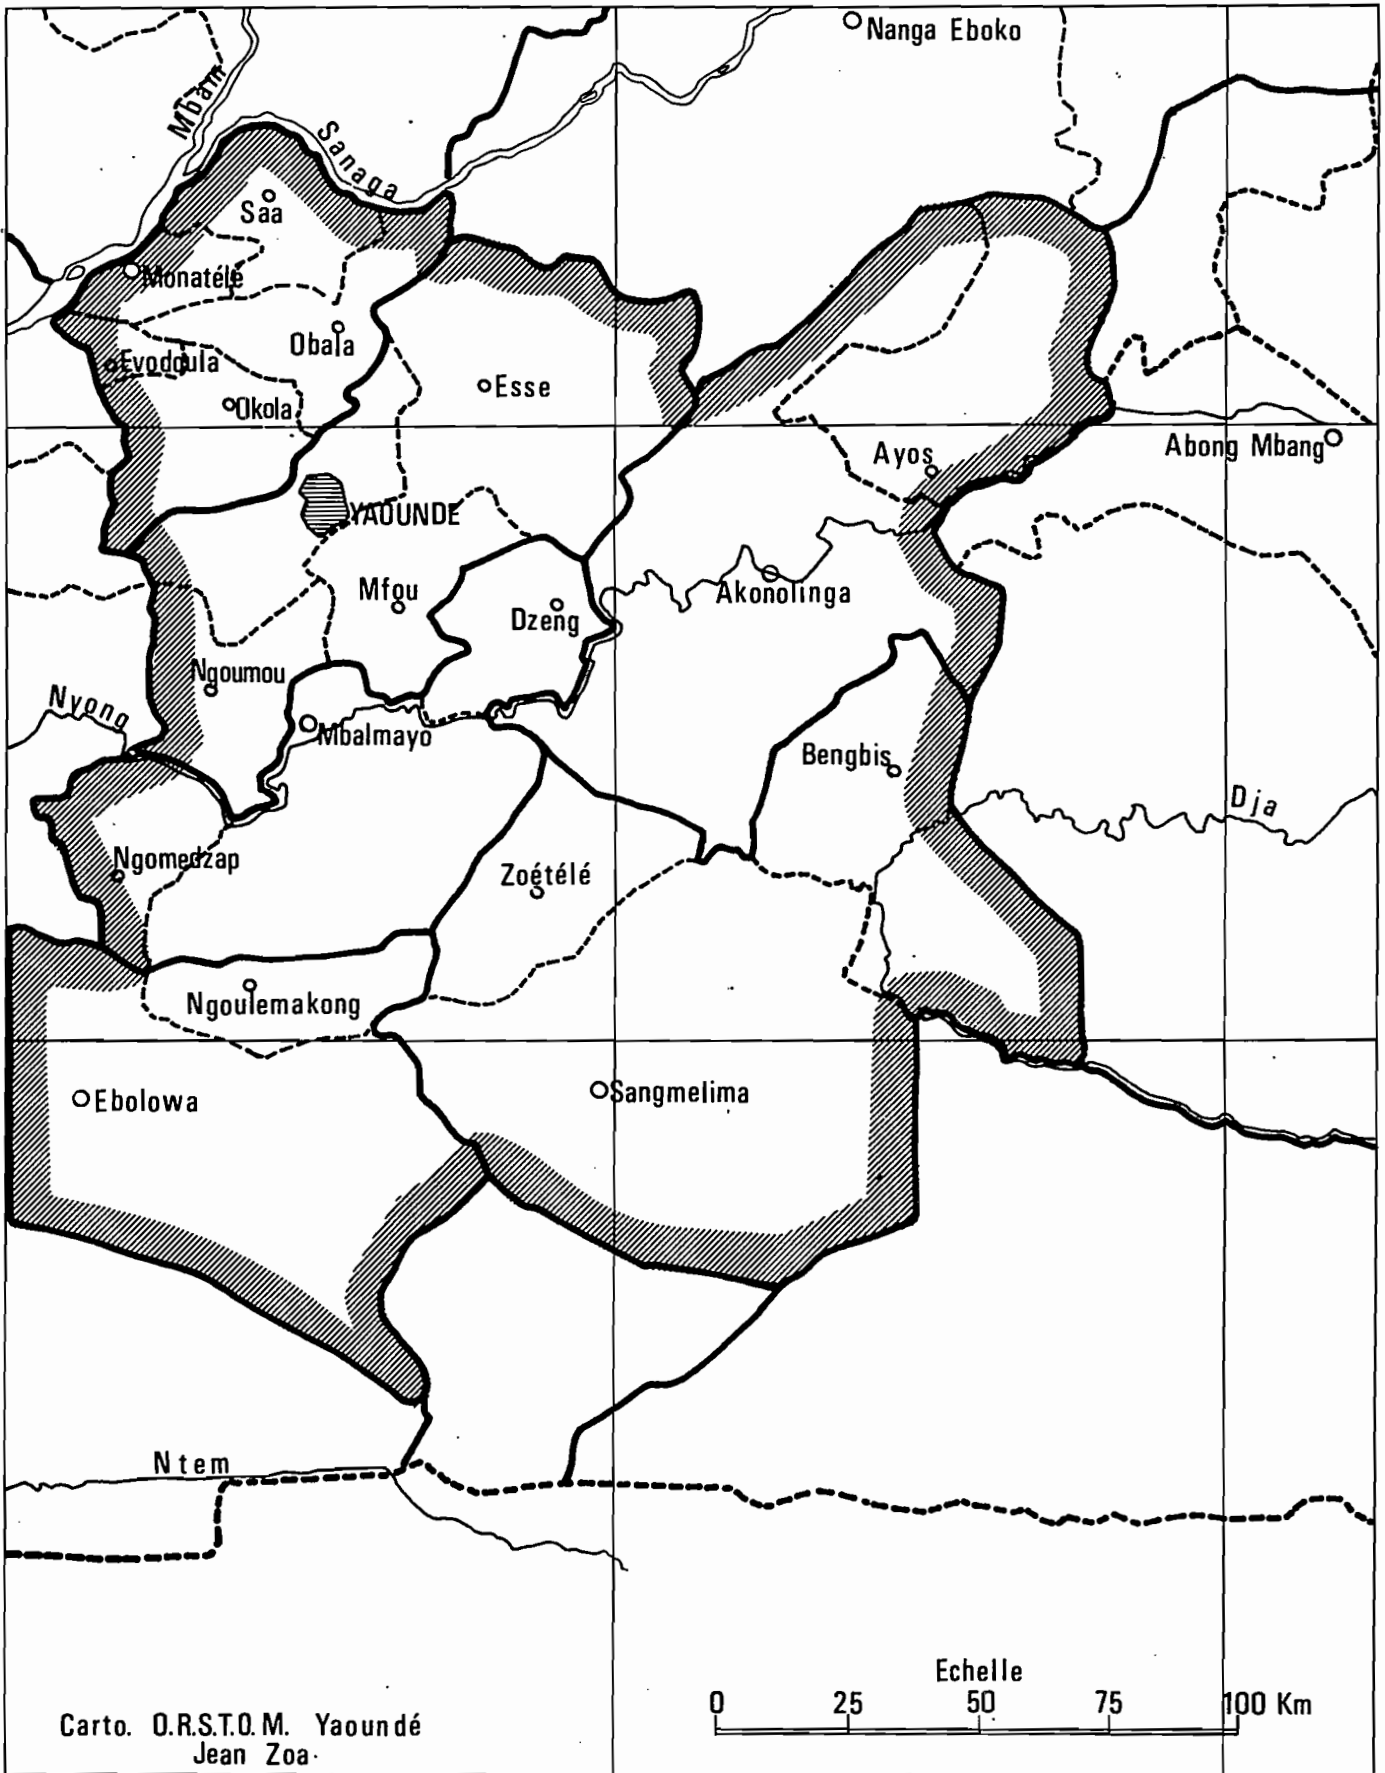 Nanga Eboko
Mbam
Sanaga
Saa
Monatélé
Obala
Evodoula
Esse
Okola
Ayos
Abong Mbang
YAOUNDE
Mfou
Akonolinga
Dzeng
Ngoumou
Nyong
Mbalmayo
Bengbis
Dja
Ngomedzap
Zoétélé
Ngoulemakong
Ebolowa
Sangmelima
Ntem
Echelle
0 25 50 75 100 Km
Carto. O.R.S.T.O.M. Yaoundé
Jean Zoa.